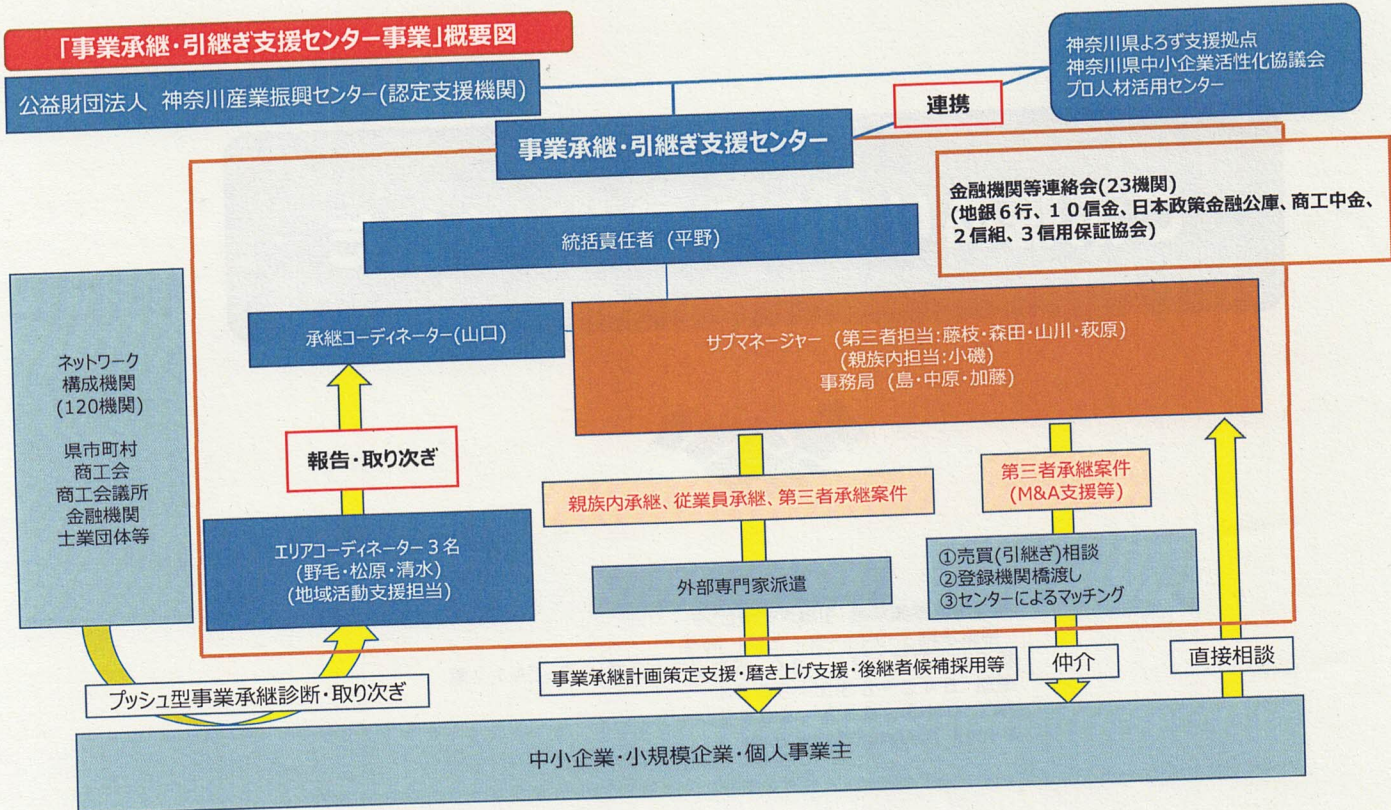 「事業承継・引継ぎ支援センター事業」概要図
公益財団法人 神奈川産業振興センター(認定支援機関)
神奈川県よろず支援拠点
神奈川県中小企業活性化協議会
プロ人材活用センター
連携
事業承継・引継ぎ支援センター
金融機関等連絡会(23機関)
(地銀6行、10信金、日本政策金融公庫、商工中金、
2信組、3信用保証協会)
統括責任者 (平野)
承継コーディネーター(山口)
サブマネージャー (第三者担当:藤枝・森田・山川・萩原)
(親族内担当:小磯)
事務局 (島・中原・加藤)
ネットワーク
構成機関
(120機関)
県市町村
商工会
商工会議所
金融機関
士業団体等
報告・取り次ぎ
エリアコーディネーター3名
(野毛・松原・清水)
(地域活動支援担当)
親族内承継、従業員承継、第三者承継案件
第三者承継案件
(M&A支援等)
外部専門家派遣
①売買(引継ぎ)相談
②登録機関橋渡し
③センターによるマッチング
プッシュ型事業承継診断・取り次ぎ
事業承継計画策定支援・磨き上げ支援・後継者候補採用等
仲介
直接相談
中小企業・小規模企業・個人事業主